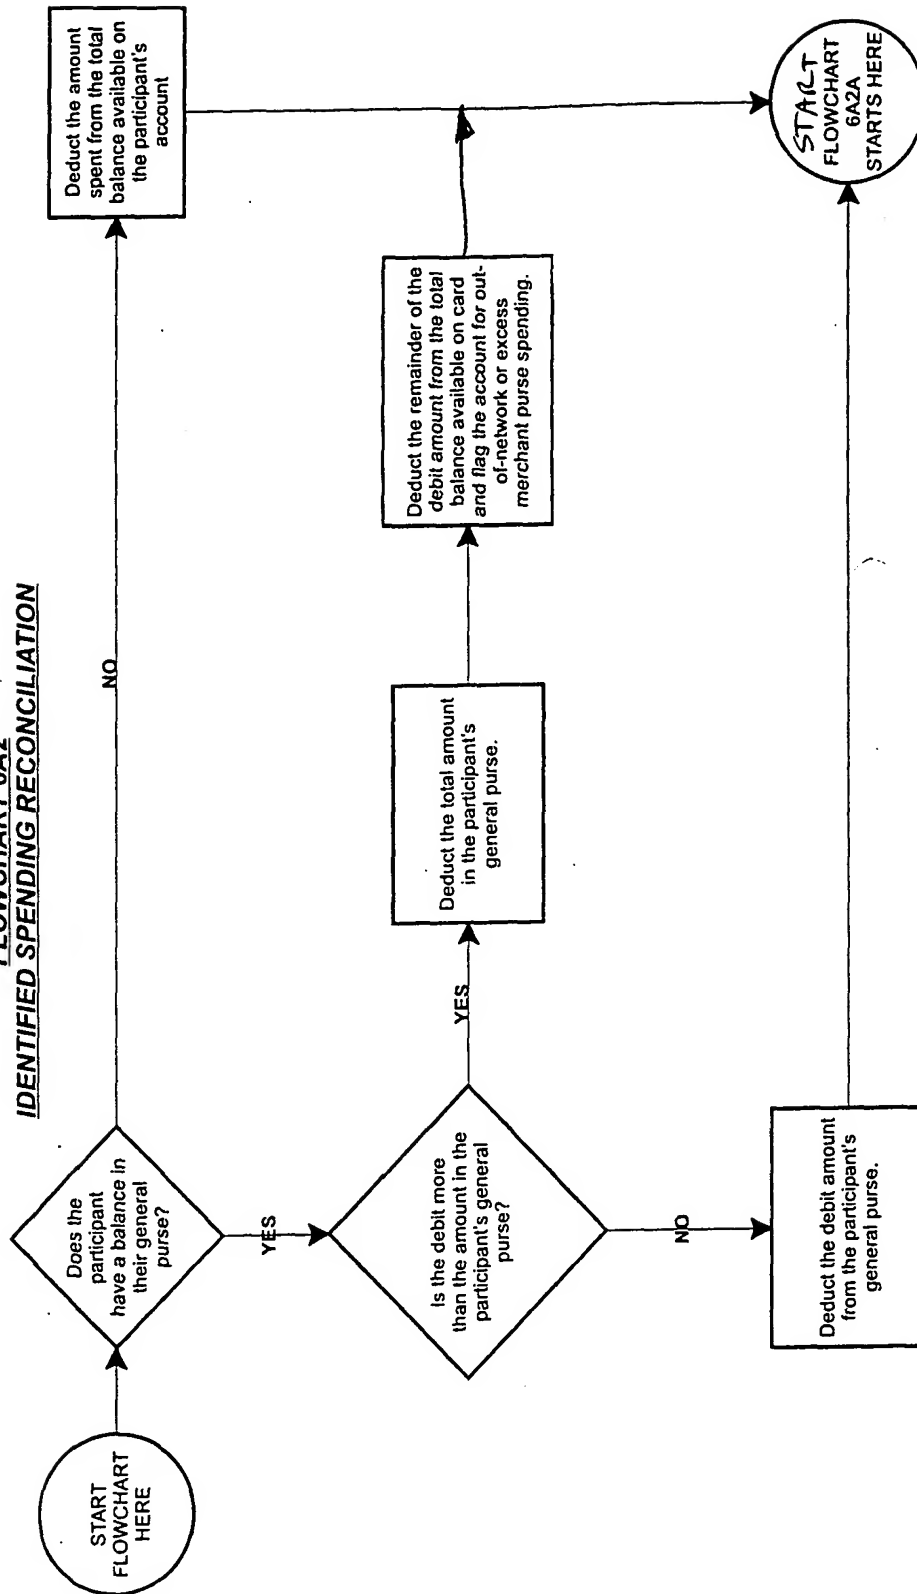 FLOWCHART 6A2
IDENTIFIED SPENDING RECONCILIATION
START
FLOWCHART
HERE
Does the
participant
have a balance in
their general
purse?
NO
Deduct the amount
spent from the total
balance available on
the participant's
account
YES
Is the debit more
than the amount in the
participant's general
purse?
YES
Deduct the total amount
in the participant's
general purse.
Deduct the remainder of the
debit amount from the total
balance available on card
and flag the account for out-
of-network or excess
merchant purse spending.
NO
Deduct the debit amount
from the participant's
general purse.
START
FLOWCHART
6A2A
STARTS HERE